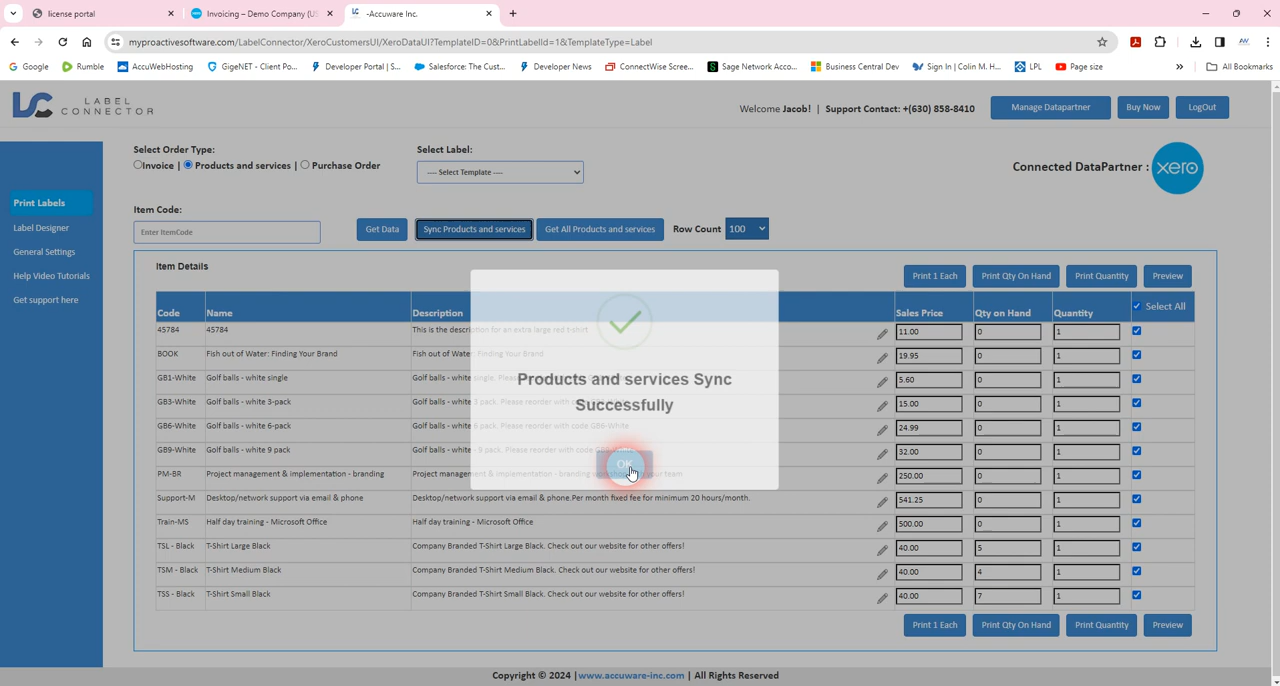 license portal
Invoicing – Demo Company (US
-Accuware Inc.
myproactivesoftware.com/LabelConnector/XeroCustomersUI/XeroDataUI?TemplateID=0&PrintLabelId=1&TemplateType=Label
Google Rumble AccuWebHosting GigeNET - Client Po... Developer Portal | S... Salesforce: The Cust... Developer News ConnectWise Scree... Sage Network Acco... Business Central Dev Sign In | Colin M. H... LPL Page size » All Bookmarks
LC LABEL CONNECTOR
Welcome Jacob! | Support Contact: +(630) 858-8410 Manage Datapartner Buy Now LogOut
Print Labels
Label Designer
General Settings
Help Video Tutorials
Get support here
Select Order Type:
Invoice | Products and services | Purchase Order
Select Label:
---- Select Template ----
Connected DataPartner : xero
Item Code:
Enter ItemCode
Get Data Sync Products and services Get All Products and services Row Count 100
Item Details
Print 1 Each Print Qty On Hand Print Quantity Preview
Code Name Description Sales Price Qty on Hand Quantity Select All
45784 45784 This is the description for an extra large red t-shirt 11.00 0 1
BOOK Fish out of Water: Finding Your Brand Fish out of Water: Finding Your Brand 19.95 0 1
GB1-White Golf balls - white single Golf balls - white single. 5.60 0 1
GB3-White Golf balls - white 3-pack Golf balls - white 3 pack. Please reorder with code 15.00 0 1
GB6-White Golf balls - white 6-pack Golf balls - white 6 pack. Please reorder with code GB6-White 24.99 0 1
GB9-White Golf balls - white 9 pack Golf balls - white - 9 pack. Please reorder with code 32.00 0 1
PM-BR Project management & implementation - branding Project management & implementation - branding workshop with your team 250.00 0 1
Support-M Desktop/network support via email & phone Desktop/network support via email & phone.Per month fixed fee for minimum 20 hours/month. 541.25 0 1
Train-MS Half day training - Microsoft Office Half day training - Microsoft Office 500.00 0 1
TSL - Black T-Shirt Large Black Company Branded T-Shirt Large Black. Check out our website for other offers! 40.00 5 1
TSM - Black T-Shirt Medium Black Company Branded T-Shirt Medium Black. Check out our website for other offers! 40.00 4 1
TSS - Black T-Shirt Small Black Company Branded T-Shirt Small Black. Check out our website for other offers! 40.00 7 1
Products and services Sync
Successfully
OK
Print 1 Each Print Qty On Hand Print Quantity Preview
Copyright © 2024 |www.accuware-inc.com | All Rights Reserved